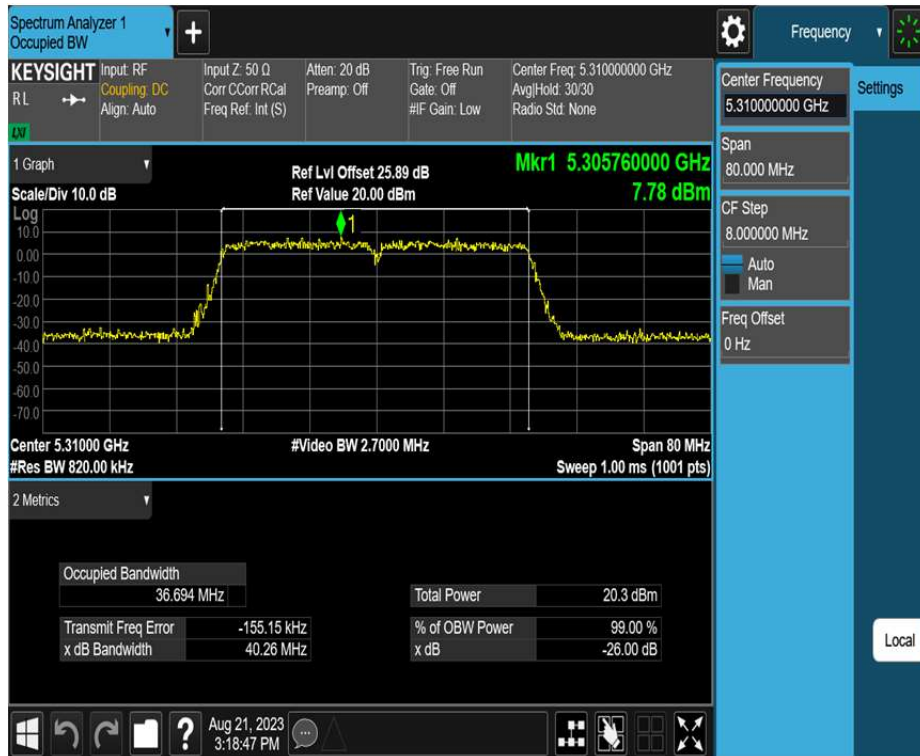 Spectrum Analyzer 1
Occupied BW
+
Frequency
KEYSIGHT
RL
LXI
Input: RF
Coupling: DC
Align: Auto
Input Z: 50 Ω
Corr CCorr RCal
Freq Ref: Int (S)
Atten: 20 dB
Preamp: Off
Trig: Free Run
Gate: Off
#IF Gain: Low
Center Freq: 5.310000000 GHz
Avg|Hold: 30/30
Radio Std: None
Center Frequency
5.310000000 GHz
Settings
Span
80.000 MHz
CF Step
8.000000 MHz
Auto
Man
Freq Offset
0 Hz
Local
1 Graph
Scale/Div 10.0 dB
Ref Lvl Offset 25.89 dB
Ref Value 20.00 dBm
Mkr1 5.305760000 GHz
7.78 dBm
Log
10.0
0.00
-10.0
-20.0
-30.0
-40.0
-50.0
-60.0
-70.0
1
Center 5.31000 GHz
#Video BW 2.7000 MHz
Span 80 MHz
#Res BW 820.00 kHz
Sweep 1.00 ms (1001 pts)
2 Metrics
Occupied Bandwidth
36.694 MHz
Total Power 20.3 dBm
Transmit Freq Error -155.15 kHz
% of OBW Power 99.00 %
x dB Bandwidth 40.26 MHz
x dB -26.00 dB
?
Aug 21, 2023
3:18:47 PM